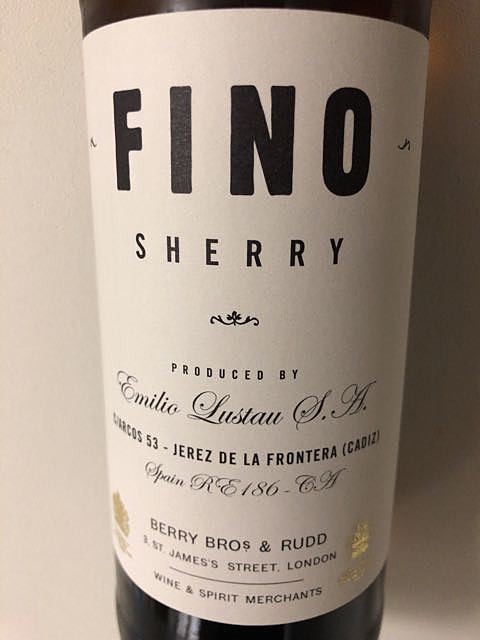 FINO
SHERRY
PRODUCED BY
Emilio Lustau S.A.
C/ARCOS 53 - JEREZ DE LA FRONTERA (CADIZ)
Spain RE186-CA
BERRY BROS & RUDD
3, ST. JAMES'S STREET, LONDON
WINE & SPIRIT MERCHANTS